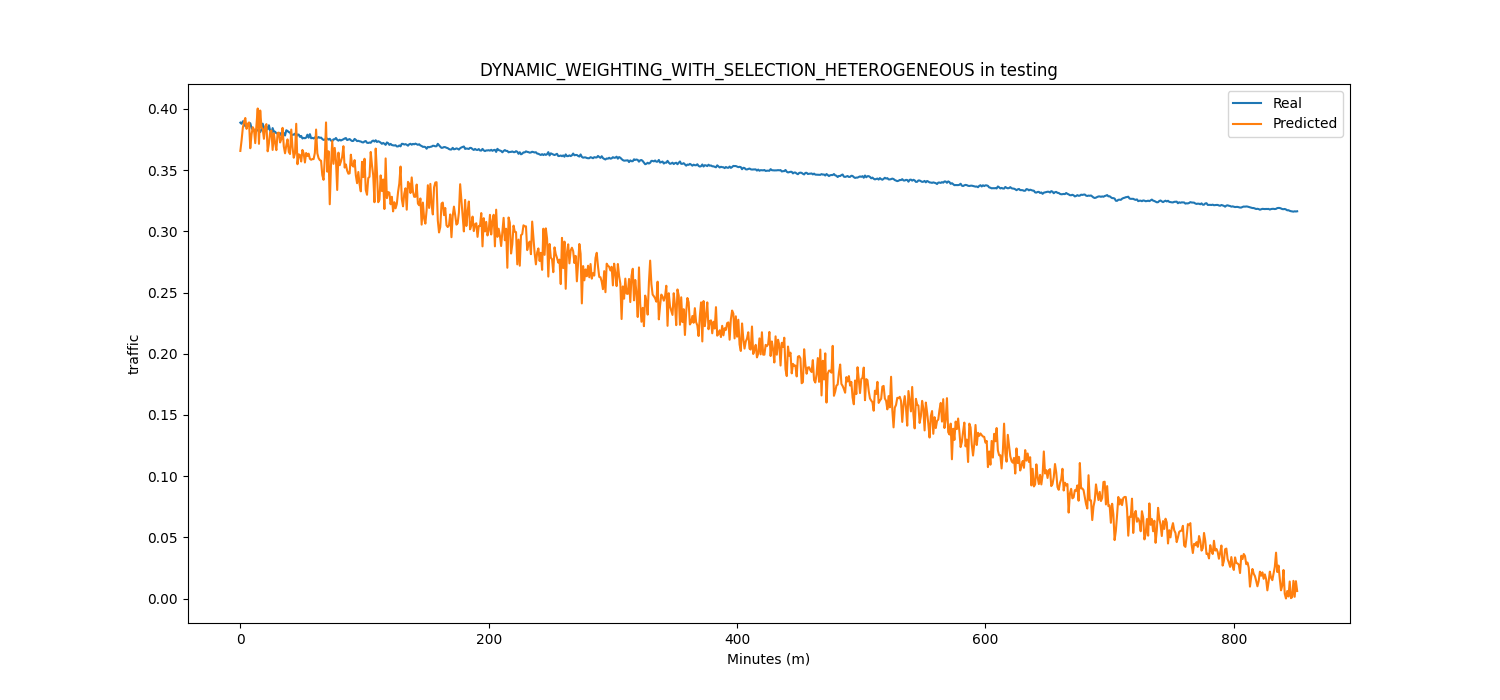 DYNAMIC_WEIGHTING_WITH_SELECTION_HETEROGENEOUS in testing
Real
Predicted
0.40
0.35
0.30
0.25
0.20
0.15
0.10
0.05
0.00
traffic
0 200 400 600 800
Minutes (m)